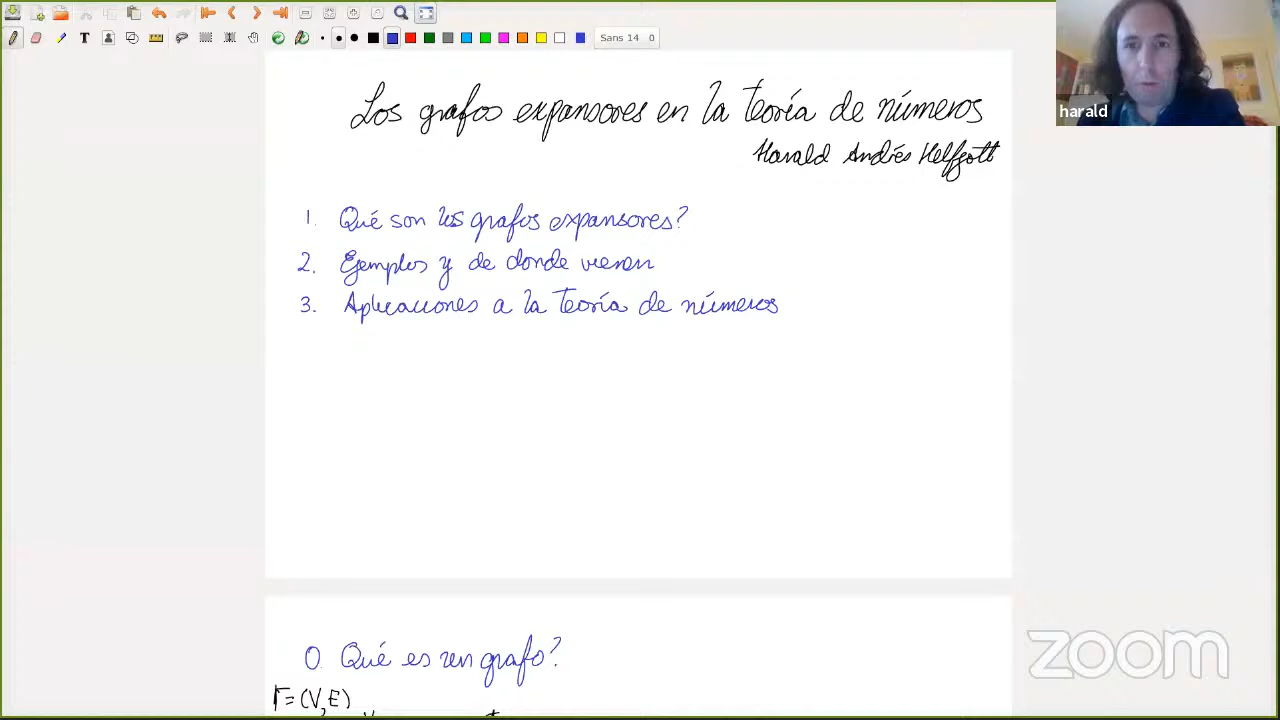 Sans 14 0
harald
Los grafos expansores en la teoría de números
Harald Andrés Helfgott
1. Qué son los grafos expansores?
2. Ejemplos y de donde vienen
3. Aplicaciones a la teoría de números
0 Qué es un grafo?
Γ=(V,E)
zoom